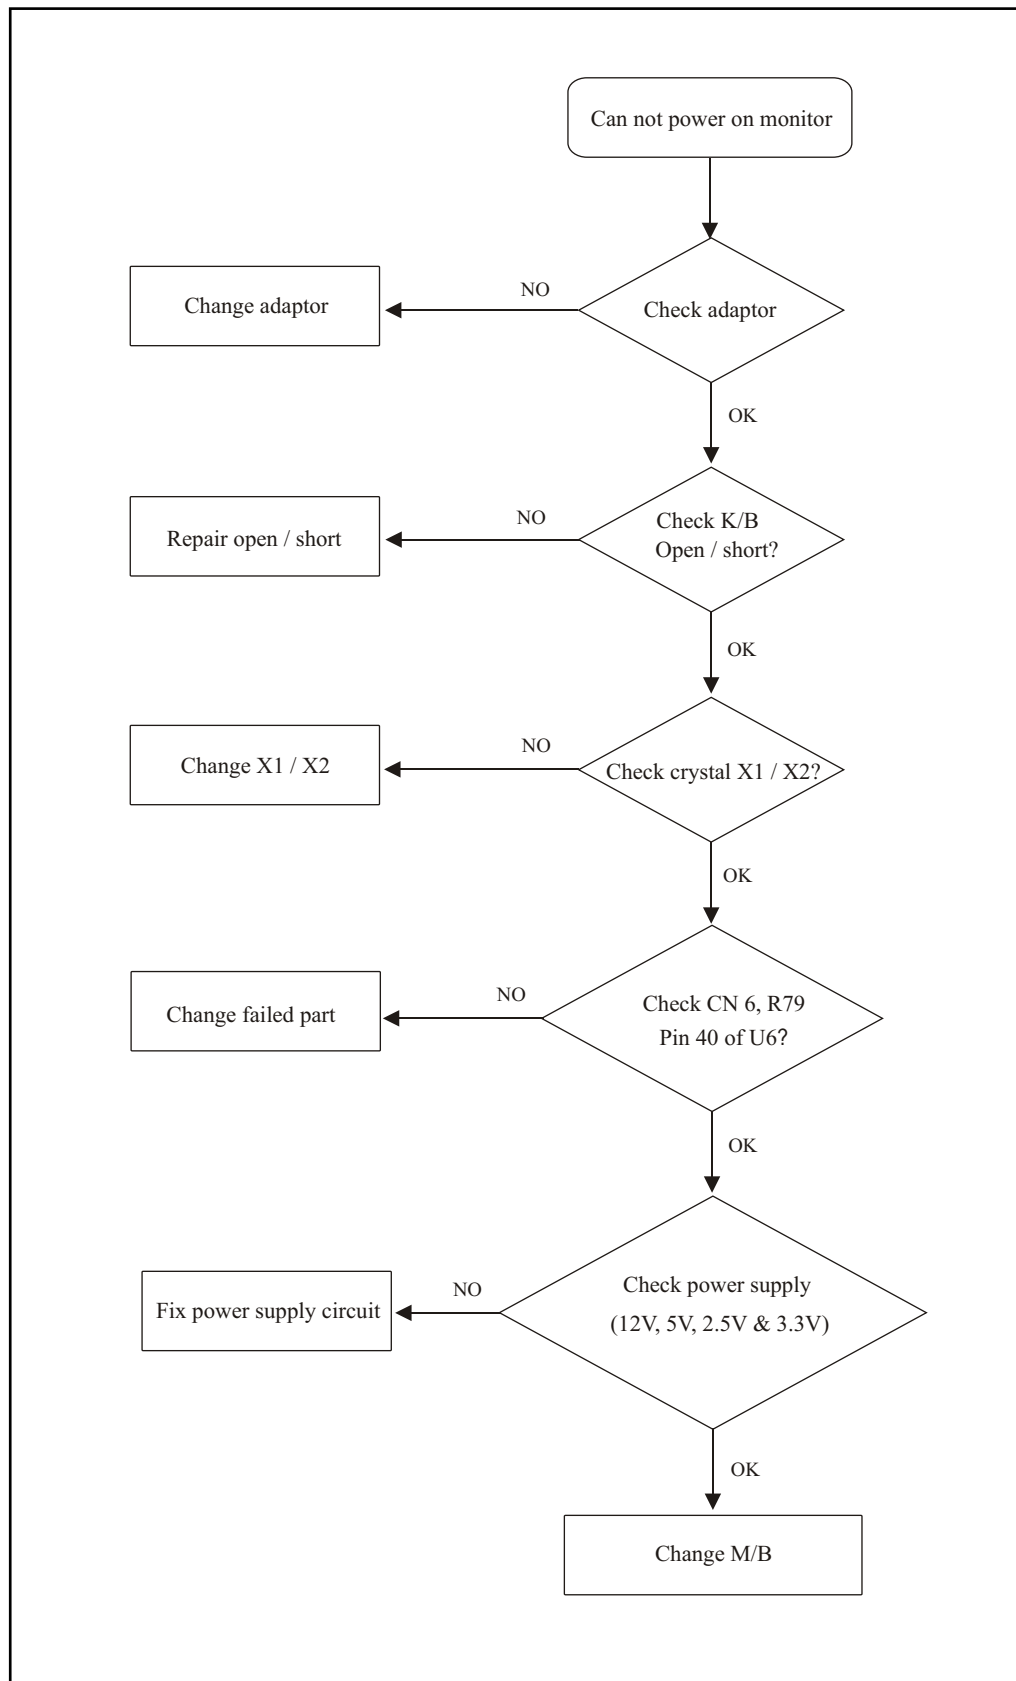 Can not power on monitor
Check adaptor
NO
Change adaptor
OK
Check K/B
Open / short?
NO
Repair open / short
OK
Check crystal X1 / X2?
NO
Change X1 / X2
OK
Check CN 6, R79
Pin 40 of U6?
NO
Change failed part
OK
Check power supply
(12V, 5V, 2.5V & 3.3V)
NO
Fix power supply circuit
OK
Change M/B